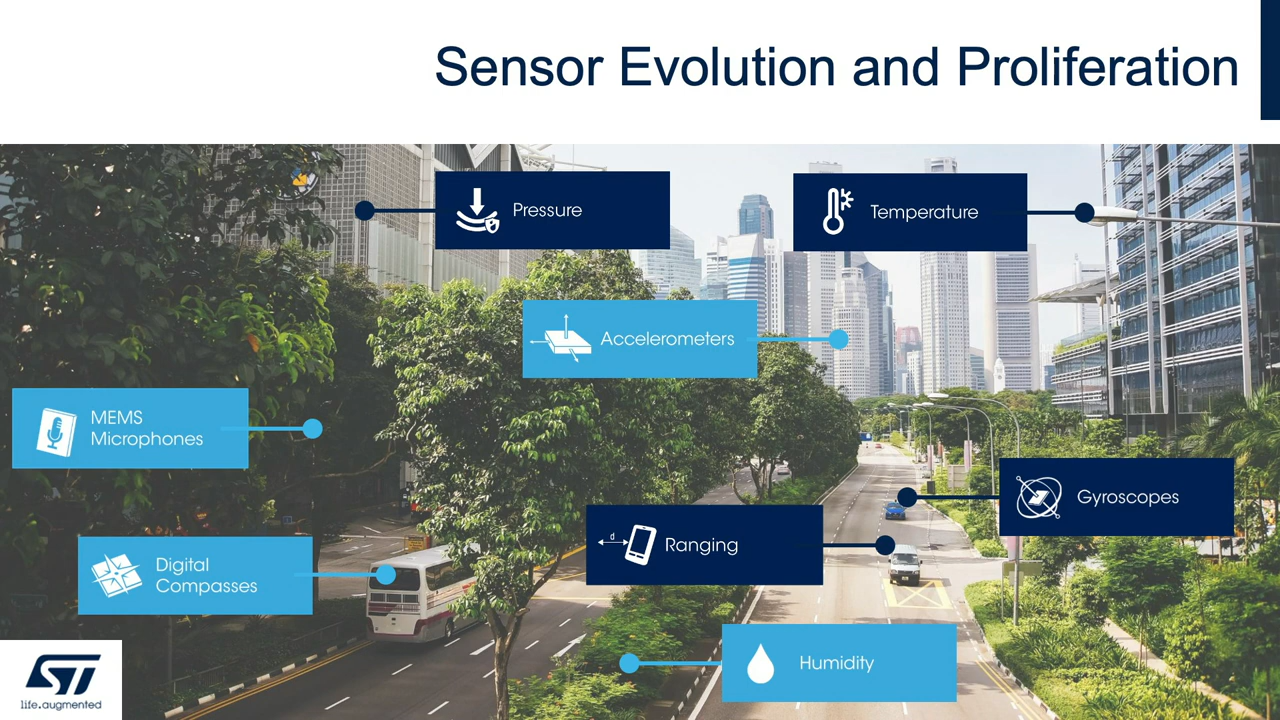 Sensor Evolution and Proliferation
Pressure
Temperature
Accelerometers
MEMS
Microphones
Gyroscopes
d
Ranging
Digital
Compasses
Humidity
ST
life.augmented